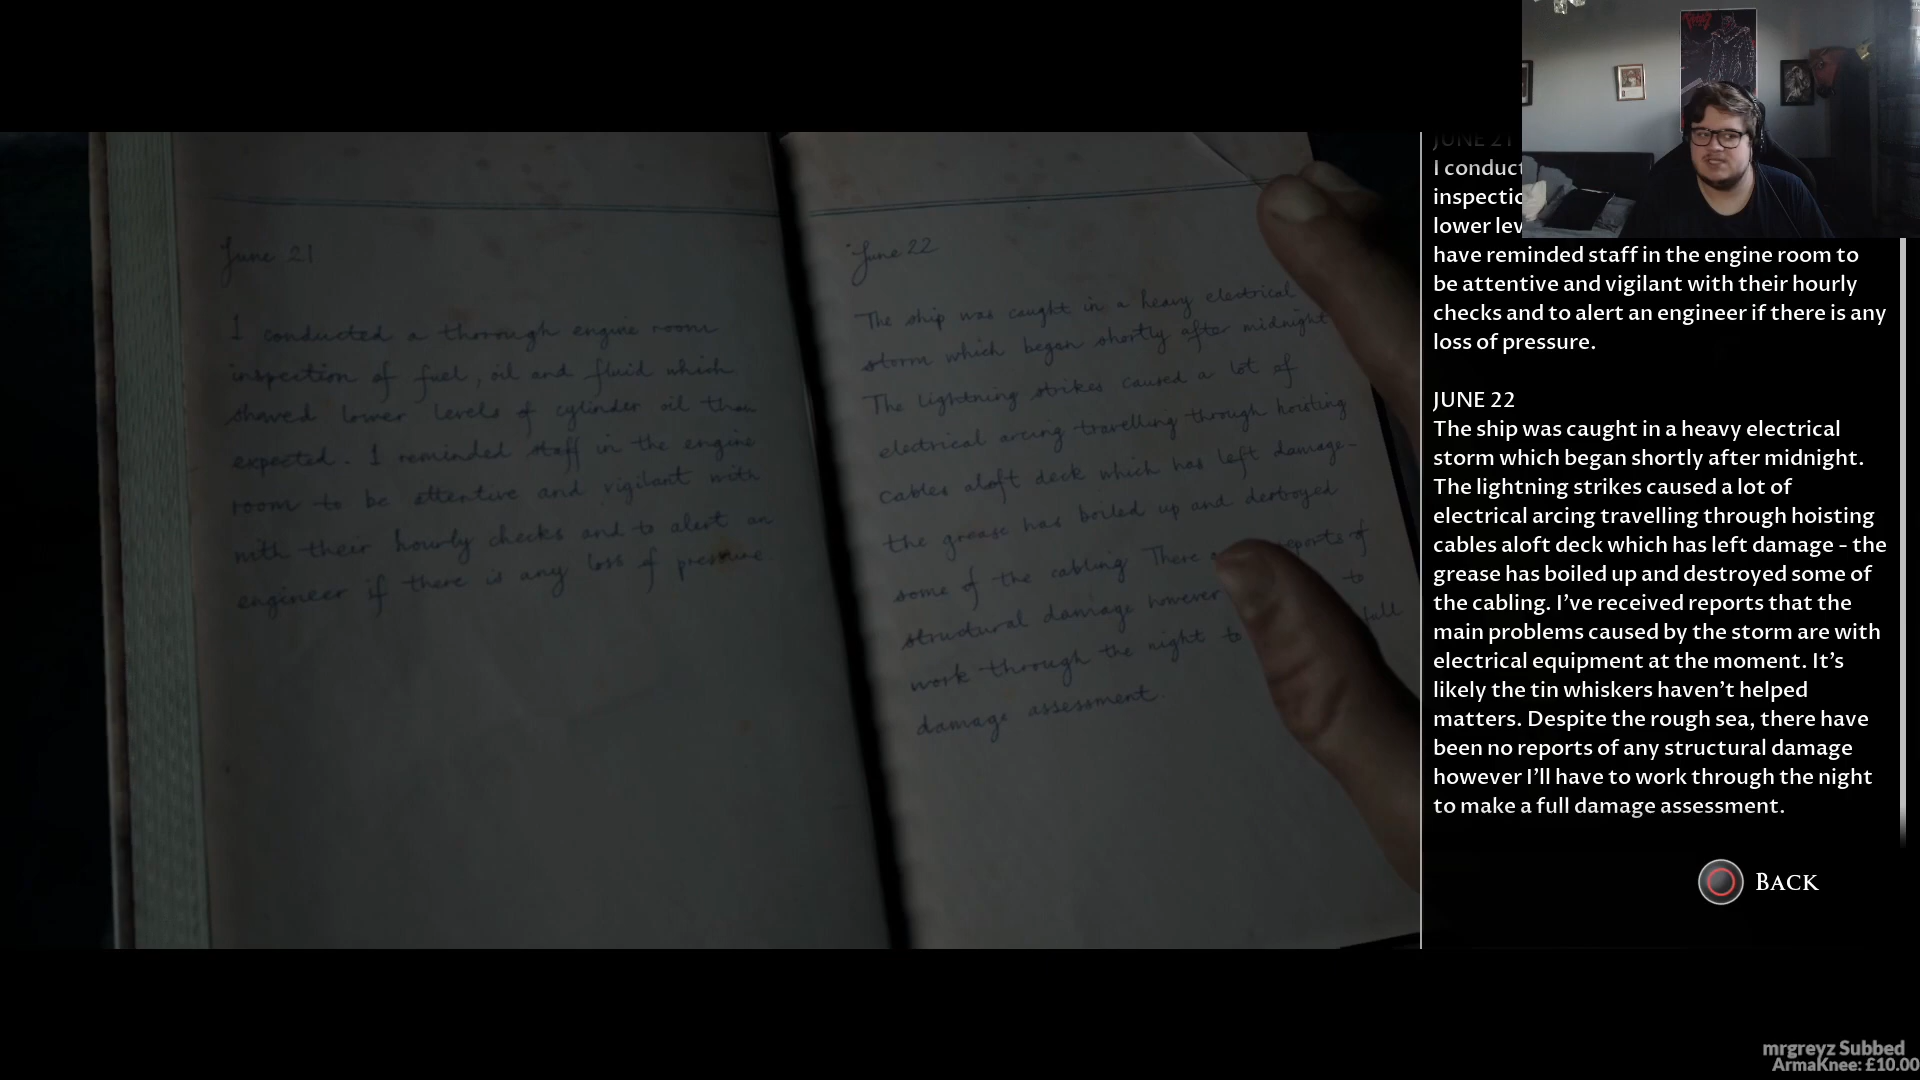 June 21
I conducted a thorough engine room
inspection of fuel, oil and fluid which
showed lower levels of cylinder oil than
expected. I reminded staff in the engine
room to be attentive and vigilant with
with their hourly checks and to alert an
engineer if there is any loss of pressure
June 22
The ship was caught in a heavy electrical
storm which began shortly after midnight
The lightning strikes caused a lot of
electrical arcing travelling through hoisting
cables aloft deck which has left damage-
the grease has boiled up and destroyed
some of the cabling There reports of
structural damage however to
work through the night to full
damage assessment.
JUNE 21
I conduct
inspectio
lower lev
have reminded staff in the engine room to
be attentive and vigilant with their hourly
checks and to alert an engineer if there is any
loss of pressure.
JUNE 22
The ship was caught in a heavy electrical
storm which began shortly after midnight.
The lightning strikes caused a lot of
electrical arcing travelling through hoisting
cables aloft deck which has left damage - the
grease has boiled up and destroyed some of
the cabling. I've received reports that the
main problems caused by the storm are with
electrical equipment at the moment. It's
likely the tin whiskers haven't helped
matters. Despite the rough sea, there have
been no reports of any structural damage
however I'll have to work through the night
to make a full damage assessment.
BACK
mrgreyz Subbed
ArmaKnee: £10.00